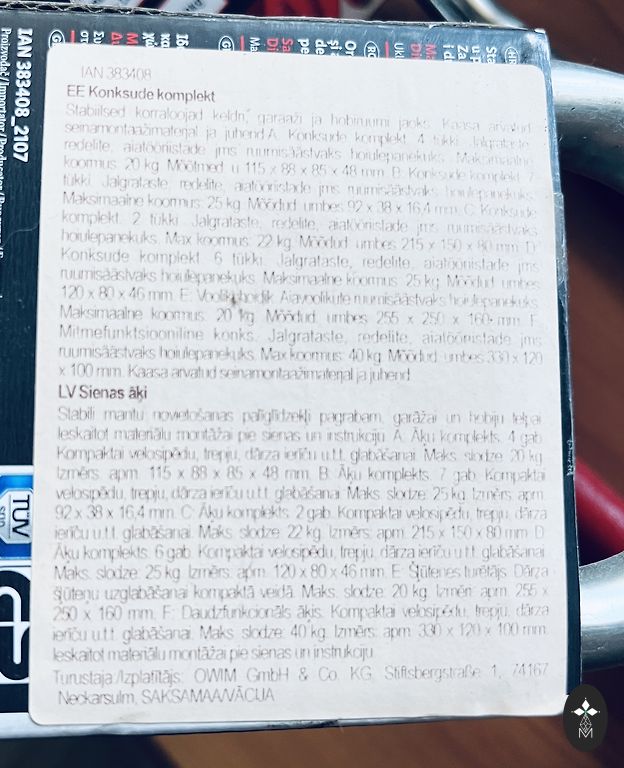 IAN 383408
EE Konksude komplekt
Stabiilsed korraloojad keldri, garaaži ja hobiruumi jaoks. Kaasa arvatud
seinamontaažimaterjal ja juhend. A: Konksude komplekt. 4 tükki. Jalgrataste,
redelite, aiatööriistade jms ruumisäästvaks hoiulepanekuks. Maksimaalne
koormus: 20 kg. Mõõtmed: u 115 x 88 x 85 x 48 mm. B: Konksude komplekt. 7
tükki. Jalgrataste, redelite, aiatööriistade jms ruumisäästvaks hoiulepanekuks.
Maksimaalne koormus: 25 kg. Mõõdud: umbes 92 x 38 x 16,4 mm. C: Konksude
komplekt. 2 tükki. Jalgrataste, redelite, aiatööriistade jms ruumisäästvaks
hoiulepanekuks. Max koormus: 22 kg. Mõõdud: umbes 215 x 150 x 80 mm. D:
Konksude komplekt. 6 tükki. Jalgrataste, redelite, aiatööriistade jms
ruumisäästvaks hoiulepanekuks. Maksimaalne koormus: 25 kg. Mõõdud: umbes
120 x 80 x 46 mm. E: Voolikuhoidik. Aiavoolikute ruumisäästvaks hoiulepanekuks.
Maksimaalne koormus: 20 kg. Mõõdud: umbes 255 x 250 x 160 mm. F:
Mitmefunktsiooniline konks. Jalgrataste, redelite, aiatööriistade jms
ruumisäästvaks hoiulepanekuks. Max koormus: 40 kg. Mõõdud: umbes 330 x 120
x 100 mm. Kaasa arvatud seinamontaažimaterjal ja juhend.
LV Sienas āķi
Stabili mantu novietošanas palīglīdzekļi pagrabam, garāžai un hobiju telpai
Ieskaitot materiālu montāžai pie sienas un instrukciju. A: Āķu komplekts. 4 gab.
Kompaktai velosipēdu, trepju, dārza ierīču u.t.t. glabāšanai. Maks. slodze: 20 kg.
Izmērs: apm. 115 x 88 x 85 x 48 mm. B: Āķu komplekts. 7 gab. Kompaktai
velosipēdu, trepju, dārza ierīču u.t.t. glabāšanai. Maks. slodze: 25 kg. Izmērs: apm.
92 x 38 x 16,4 mm. C: Āķu komplekts. 2 gab. Kompaktai velosipēdu, trepju, dārza
ierīču u.t.t. glabāšanai. Maks. slodze: 22 kg. Izmērs: apm. 215 x 150 x 80 mm. D:
Āķu komplekts. 6 gab. Kompaktai velosipēdu, trepju, dārza ierīču u.t.t. glabāšanai.
Maks. slodze: 25 kg. Izmērs: apm. 120 x 80 x 46 mm. E: Šļūtenes turētājs. Dārza
šļūteņu uzglabāšanai kompaktā veidā. Maks. slodze: 20 kg. Izmērs: apm. 255 x
250 x 160 mm. F: Daudzfunkcionāls āķis. Kompaktai velosipēdu, trepju, dārza
ierīču u.t.t. glabāšanai. Maks. slodze: 40 kg. Izmērs: apm. 330 x 120 x 100 mm.
Ieskaitot materiālu montāžai pie sienas un instrukciju.
Turustaja:/Izplatītājs: OWIM GmbH & Co. KG, Stiftsbergstraße 1, 74167
Neckarsulm, SAKSAMAA/VĀCIJA
IAN 383408_2107
TÜV
SÜD
M